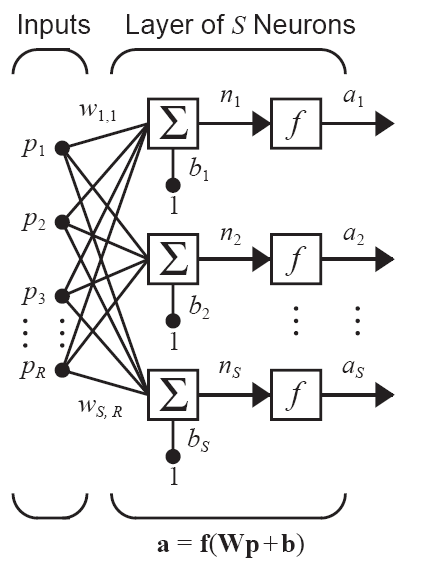 Inputs Layer of S Neurons
w1,1 n1 a1
p1 Σ f
b1
1
p2 n2 a2
Σ f
p3 b2
1
pR nS aS
wS, R Σ f
bS
1
a = f(Wp+b)